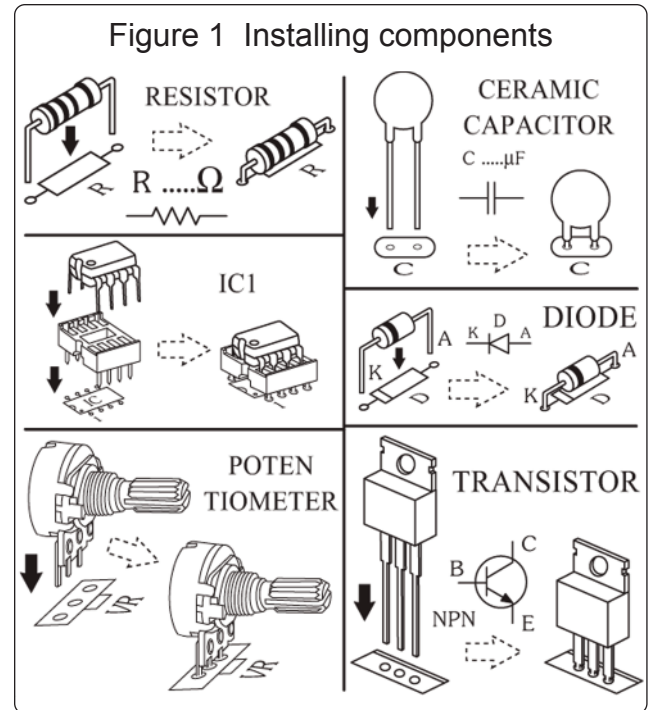 Figure 1 Installing components
RESISTOR
R
R .....Ω
R
CERAMIC
CAPACITOR
C .....µF
C
C
IC1
IC
DIODE
D
K
A
A
K
D
A
K
D
POTEN
TIOMETER
VR
VR
TRANSISTOR
C
B
E
NPN